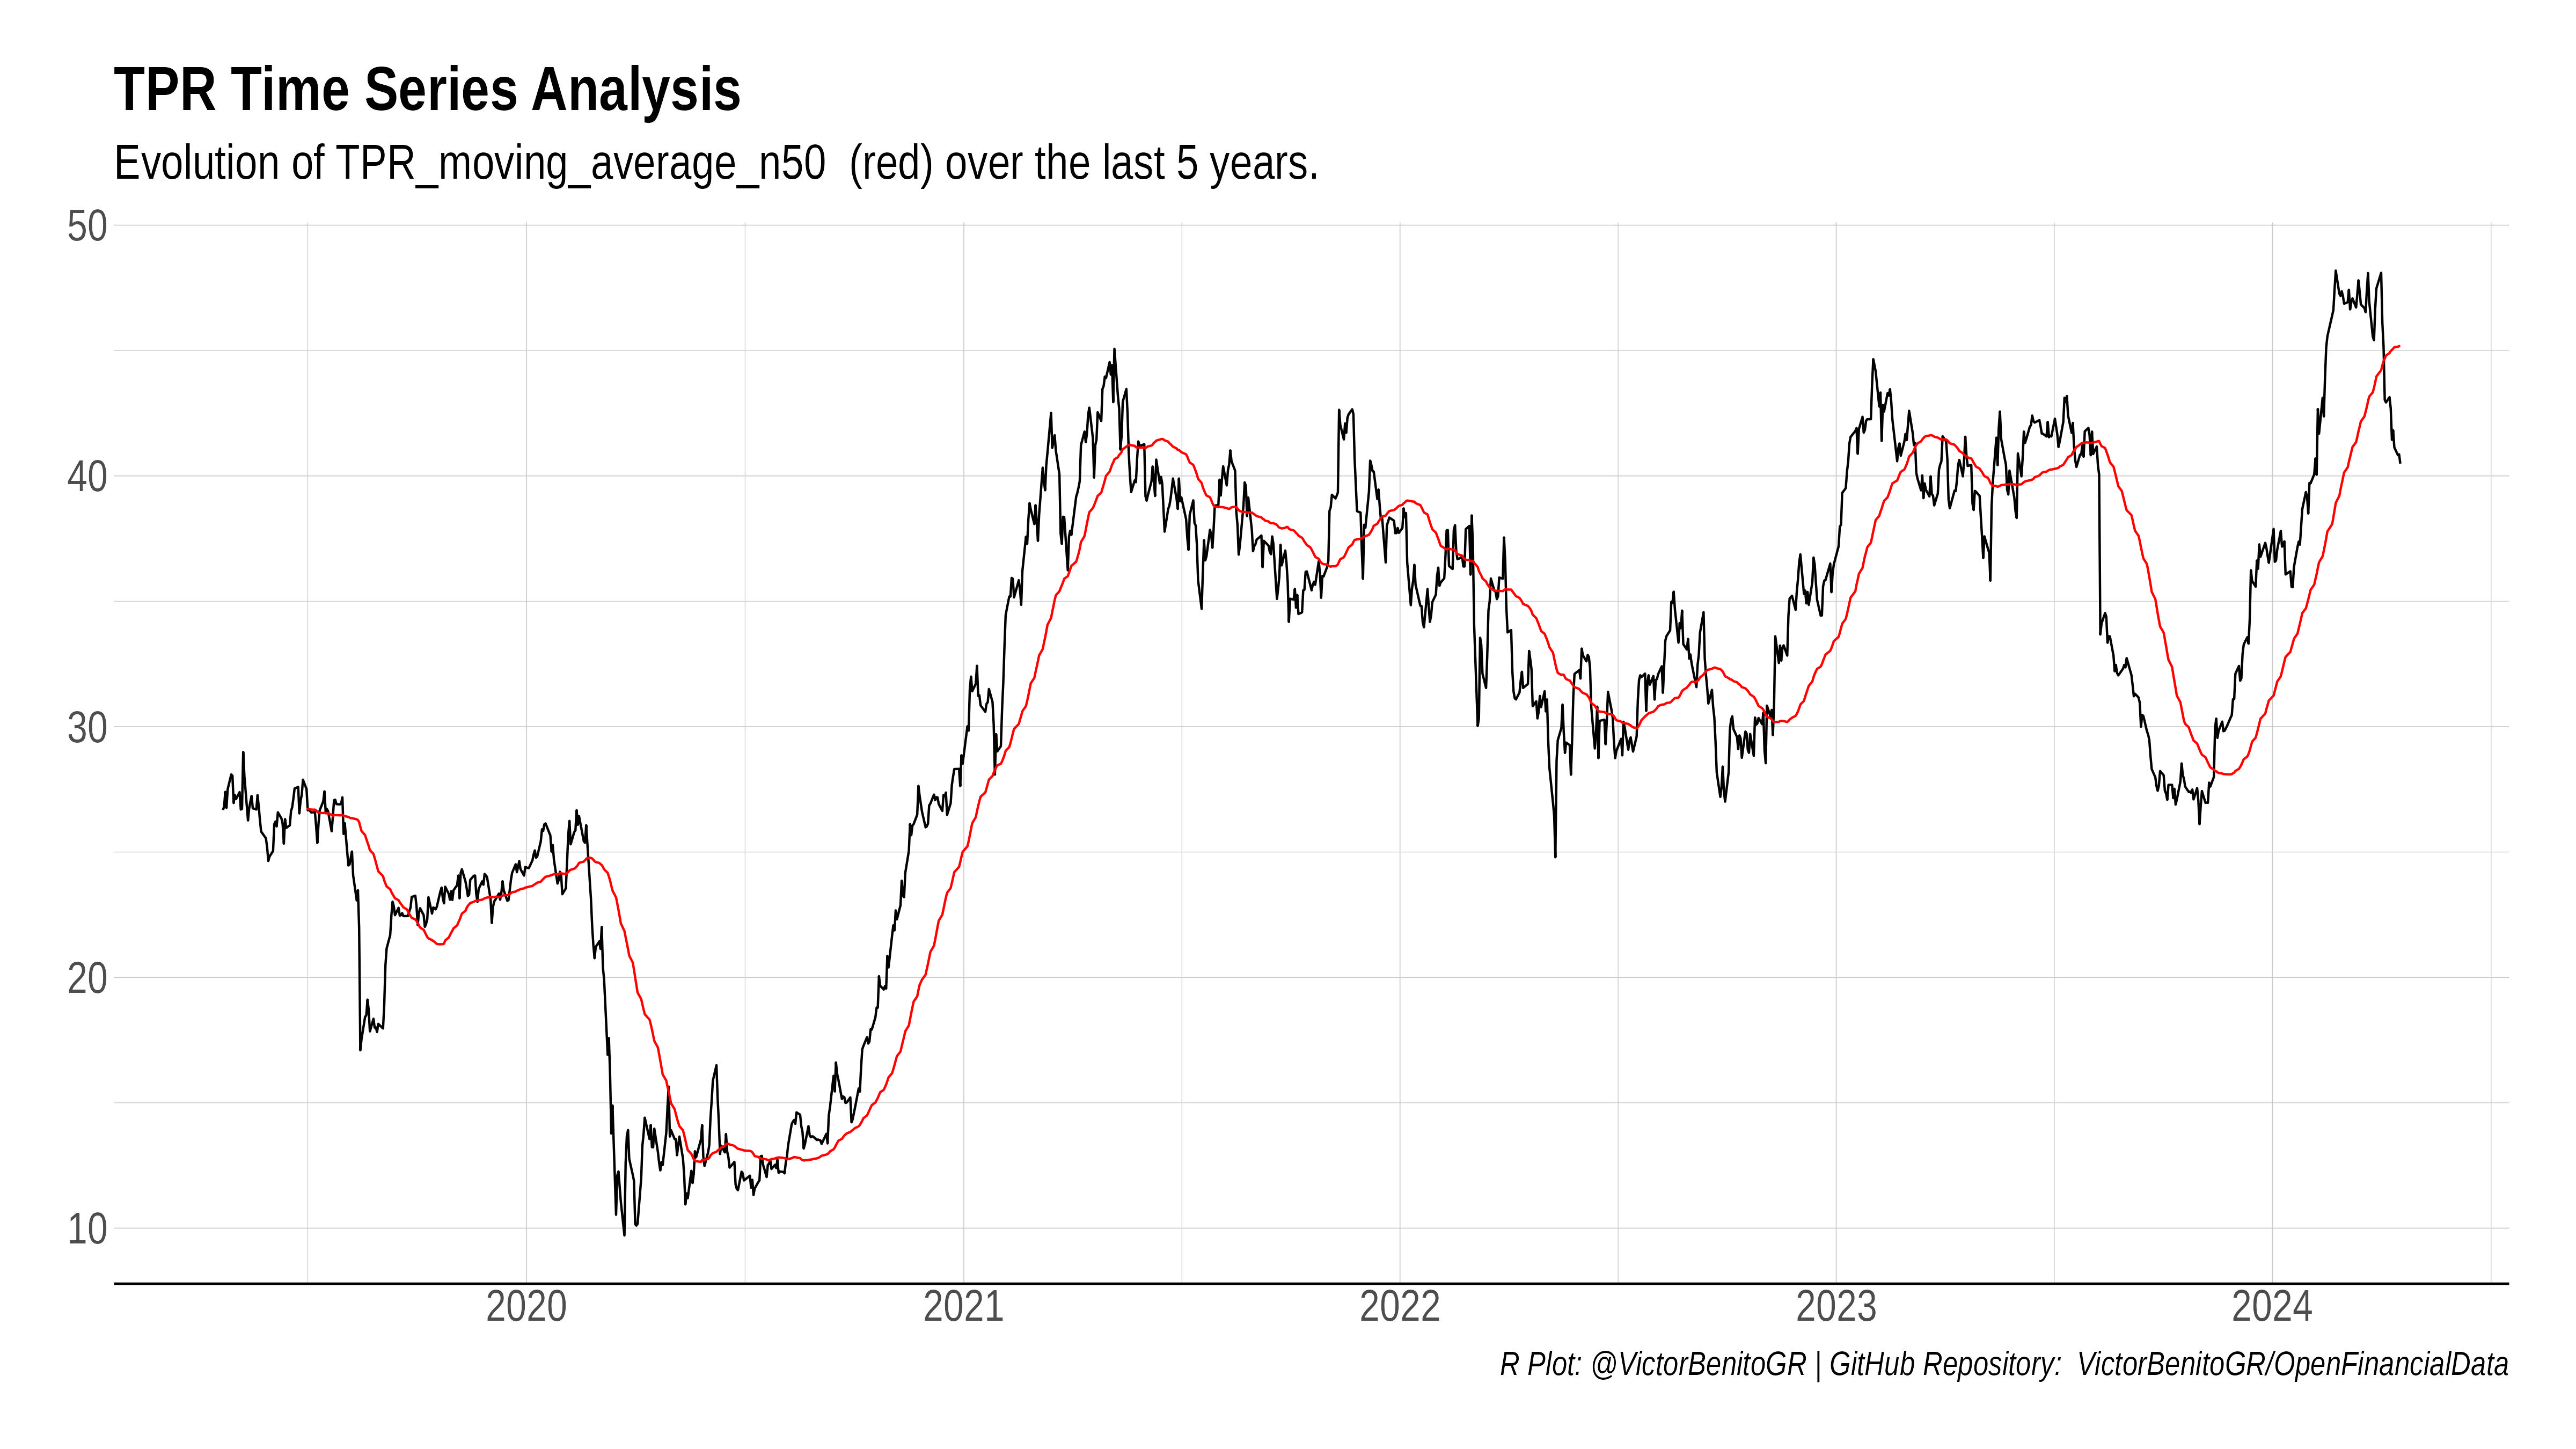 TPR Time Series Analysis
Evolution of TPR_moving_average_n50  (red) over the last 5 years.
50
40
30
20
10
2020 2021 2022 2023 2024
R Plot: @VictorBenitoGR | GitHub Repository:  VictorBenitoGR/OpenFinancialData